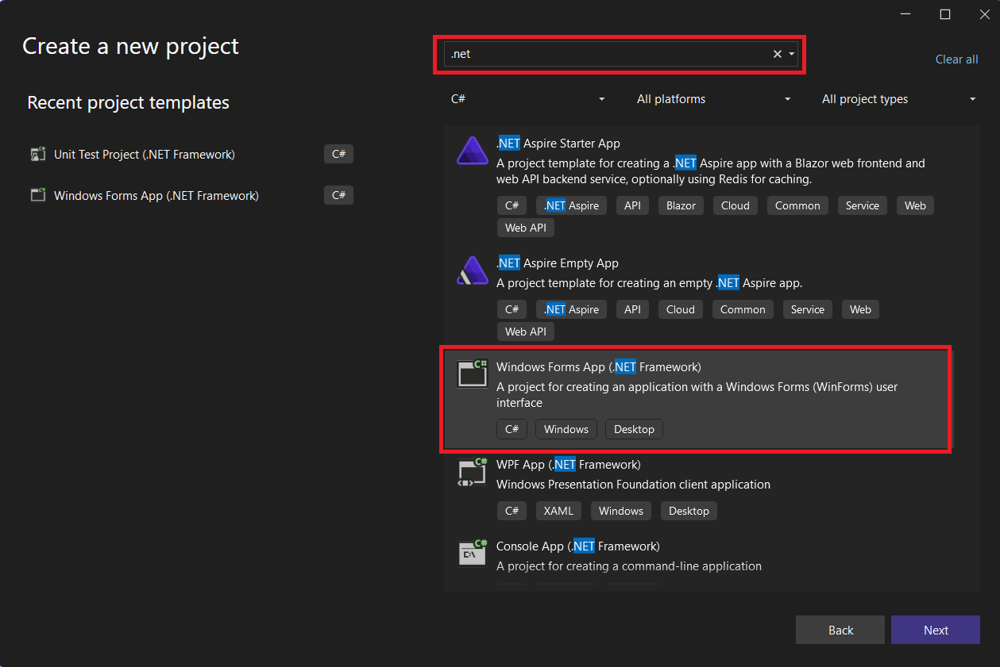 Create a new project
.net
Clear all
Recent project templates
C#
All platforms
All project types
Unit Test Project (.NET Framework)
C#
Windows Forms App (.NET Framework)
C#
.NET Aspire Starter App
A project template for creating a .NET Aspire app with a Blazor web frontend and
web API backend service, optionally using Redis for caching.
C# .NET Aspire API Blazor Cloud Common Service Web
Web API
.NET Aspire Empty App
A project template for creating an empty .NET Aspire app.
C# .NET Aspire API Cloud Common Service Web
Web API
C#
Windows Forms App (.NET Framework)
A project for creating an application with a Windows Forms (WinForms) user
interface
C# Windows Desktop
C#
WPF App (.NET Framework)
Windows Presentation Foundation client application
C# XAML Windows Desktop
C#
C:\
Console App (.NET Framework)
A project for creating a command-line application
Back
Next